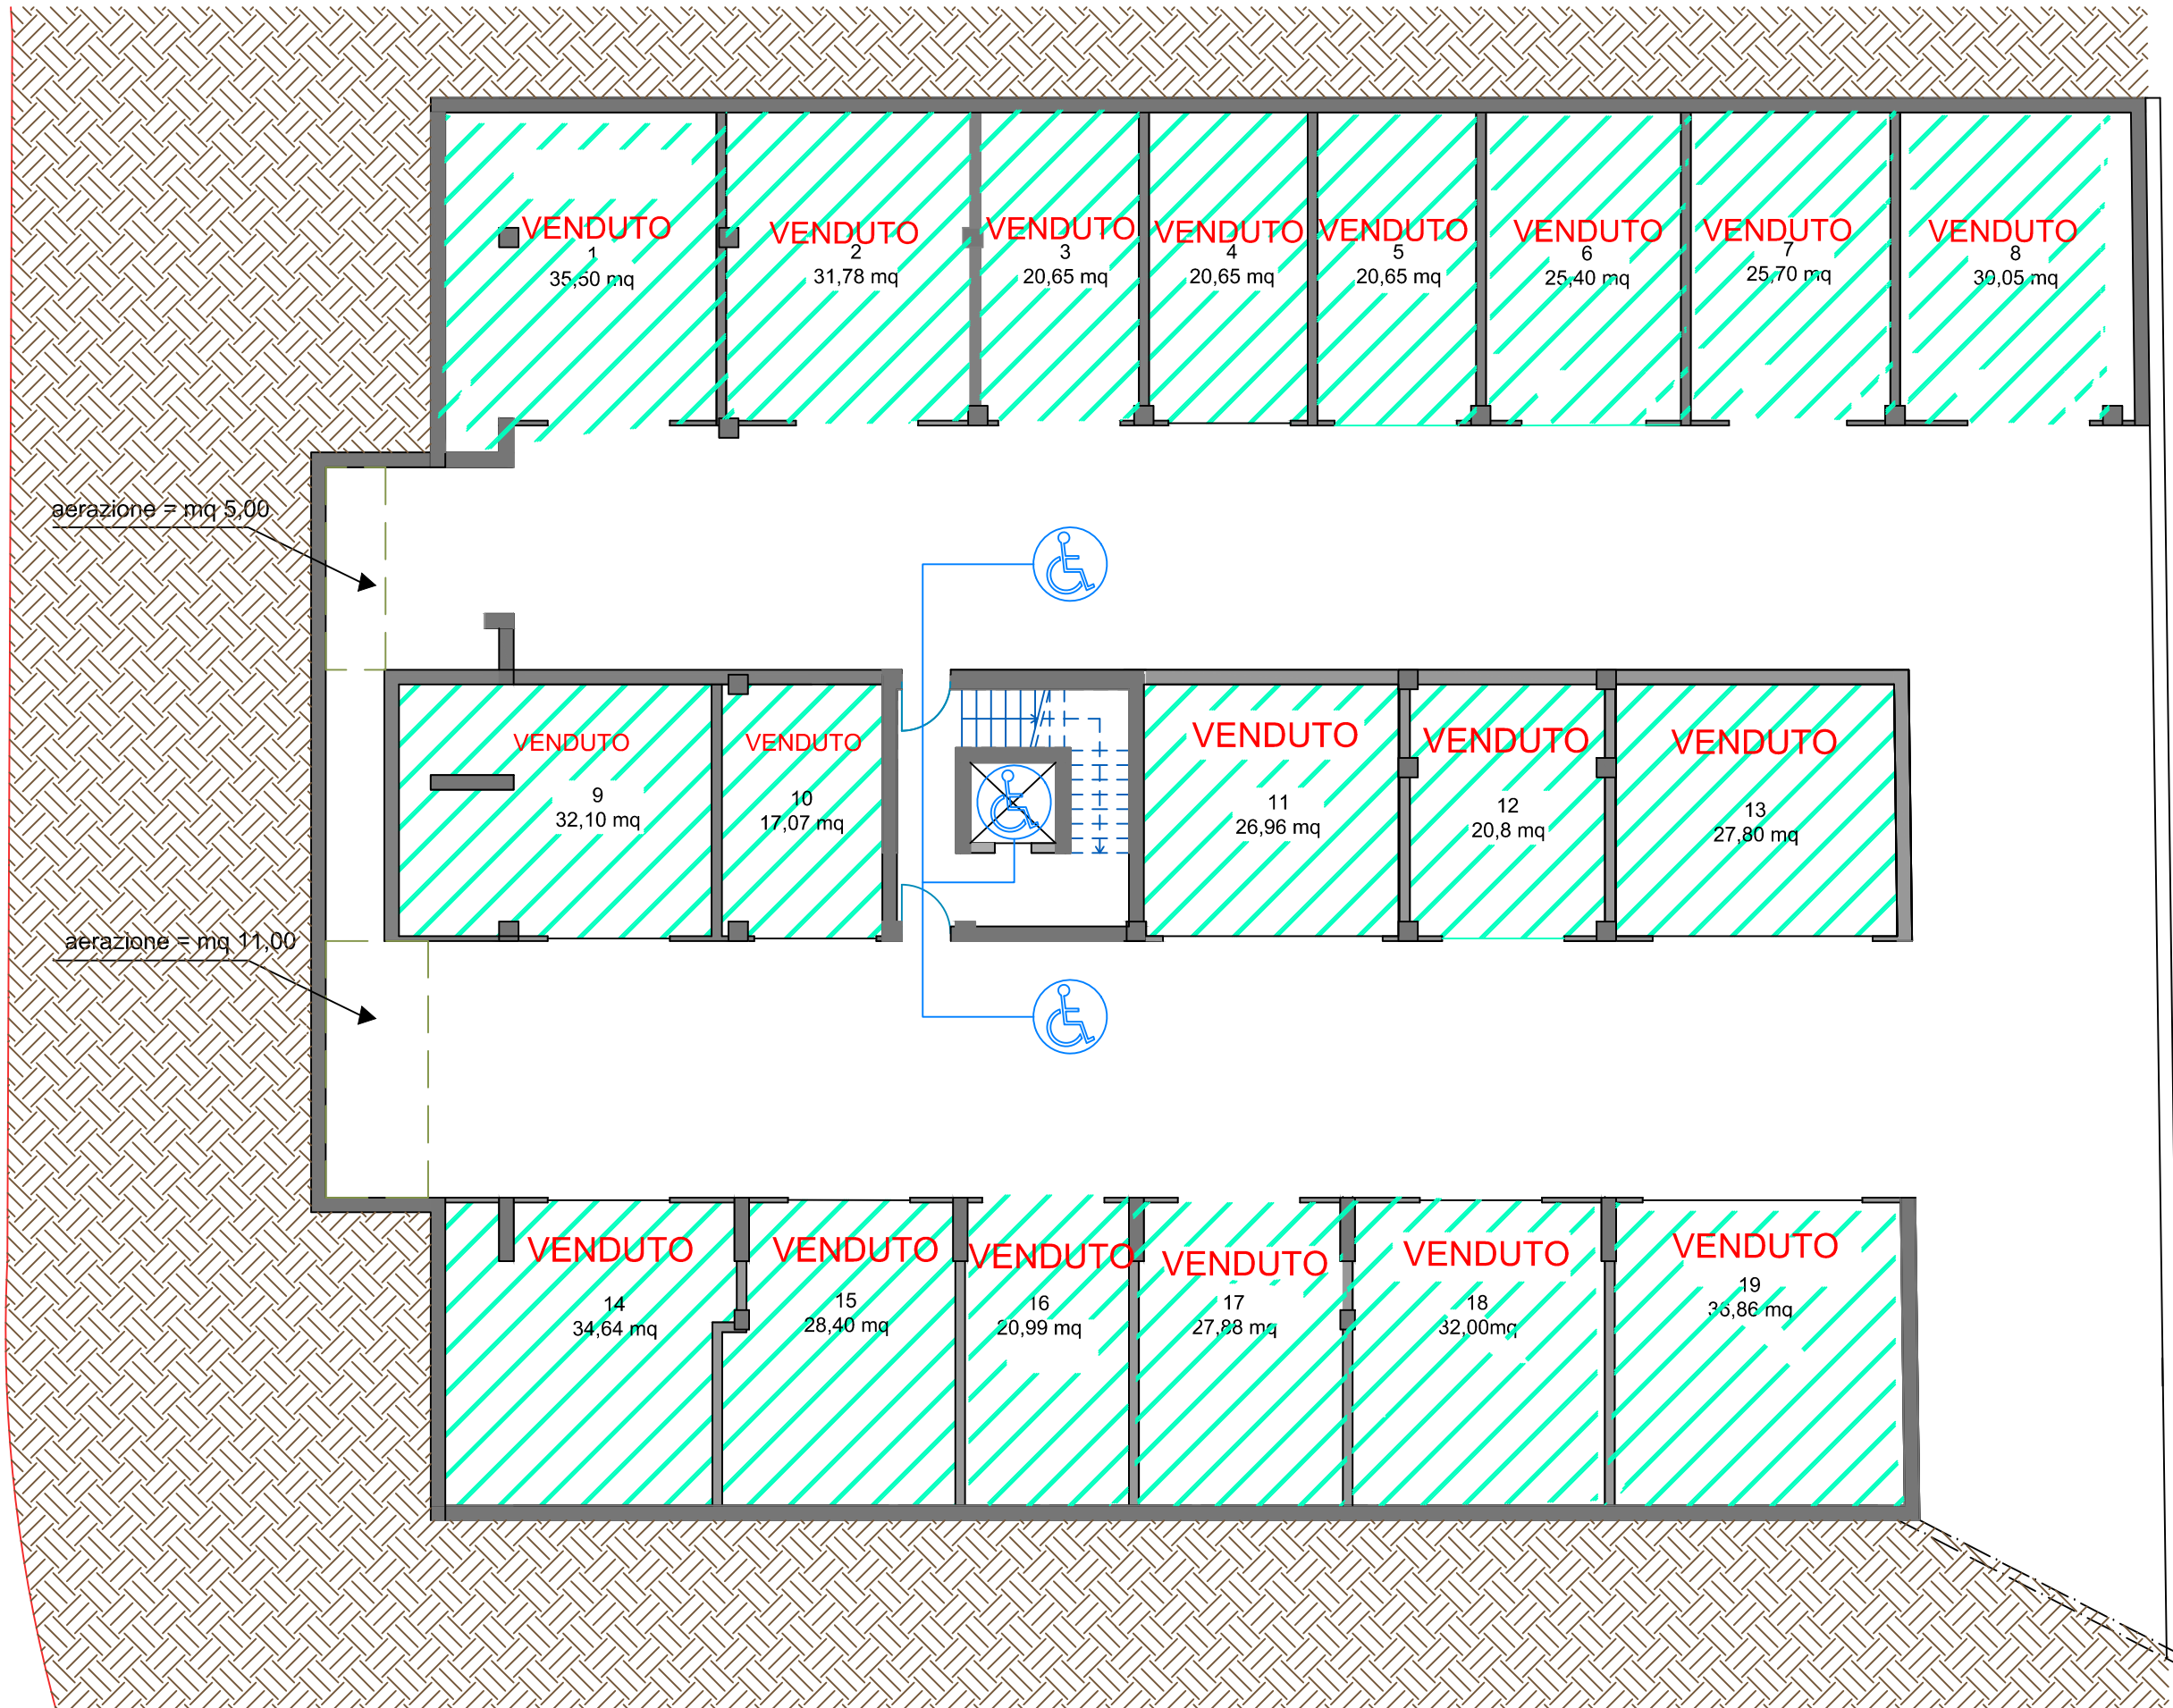 VENDUTO
1
35,50 mq
VENDUTO
2
31,78 mq
VENDUTO
3
20,65 mq
VENDUTO
4
20,65 mq
VENDUTO
5
20,65 mq
VENDUTO
6
25,40 mq
VENDUTO
7
25,70 mq
VENDUTO
8
30,05 mq
aerazione = mq 5,00
VENDUTO
9
32,10 mq
VENDUTO
10
17,07 mq
VENDUTO
11
26,96 mq
VENDUTO
12
20,8 mq
VENDUTO
13
27,80 mq
aerazione = mq 11,00
VENDUTO
14
34,64 mq
VENDUTO
15
28,40 mq
VENDUTO
16
20,99 mq
VENDUTO
17
27,88 mq
VENDUTO
18
32,00mq
VENDUTO
19
36,86 mq